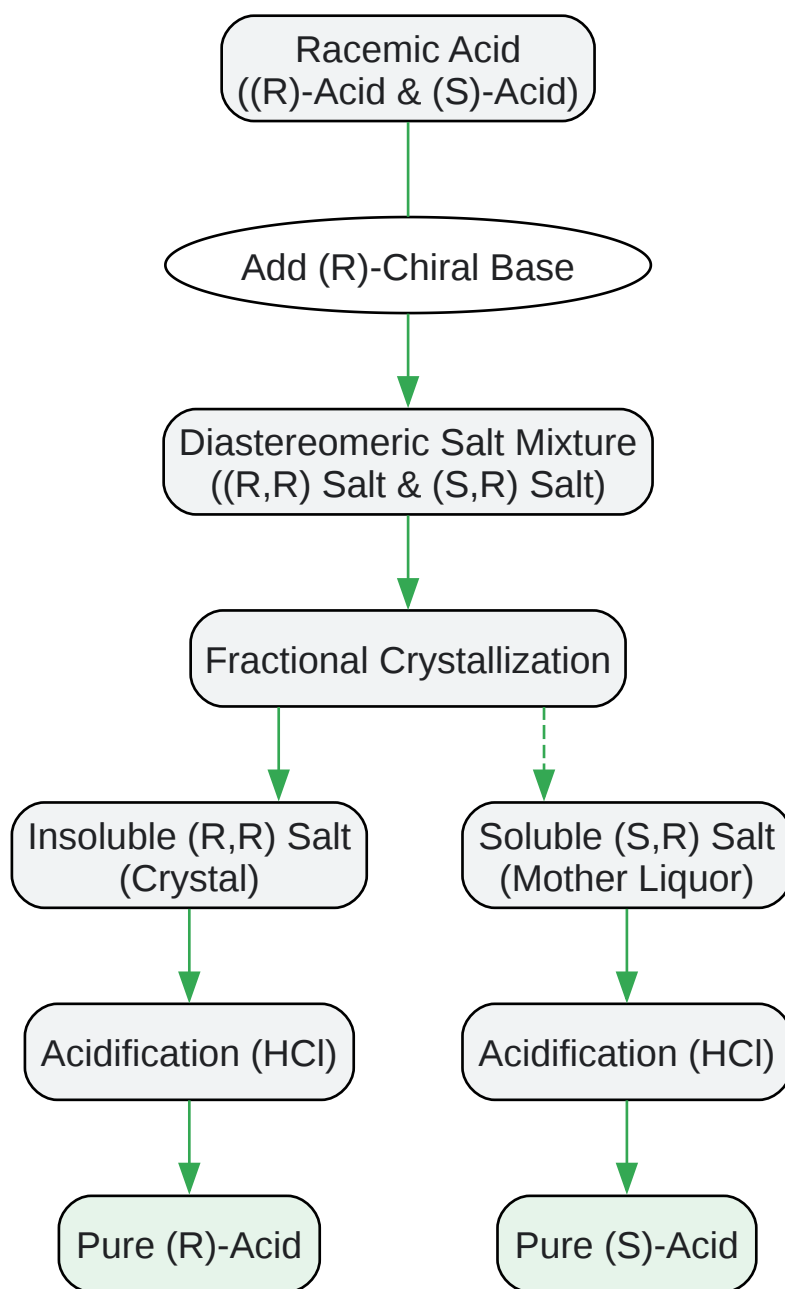 Racemic Acid
((R)-Acid & (S)-Acid)
Add (R)-Chiral Base
Diastereomeric Salt Mixture
((R,R) Salt & (S,R) Salt)
Fractional Crystallization
Insoluble (R,R) Salt
(Crystal)
Soluble (S,R) Salt
(Mother Liquor)
Acidification (HCl)
Acidification (HCl)
Pure (R)-Acid
Pure (S)-Acid